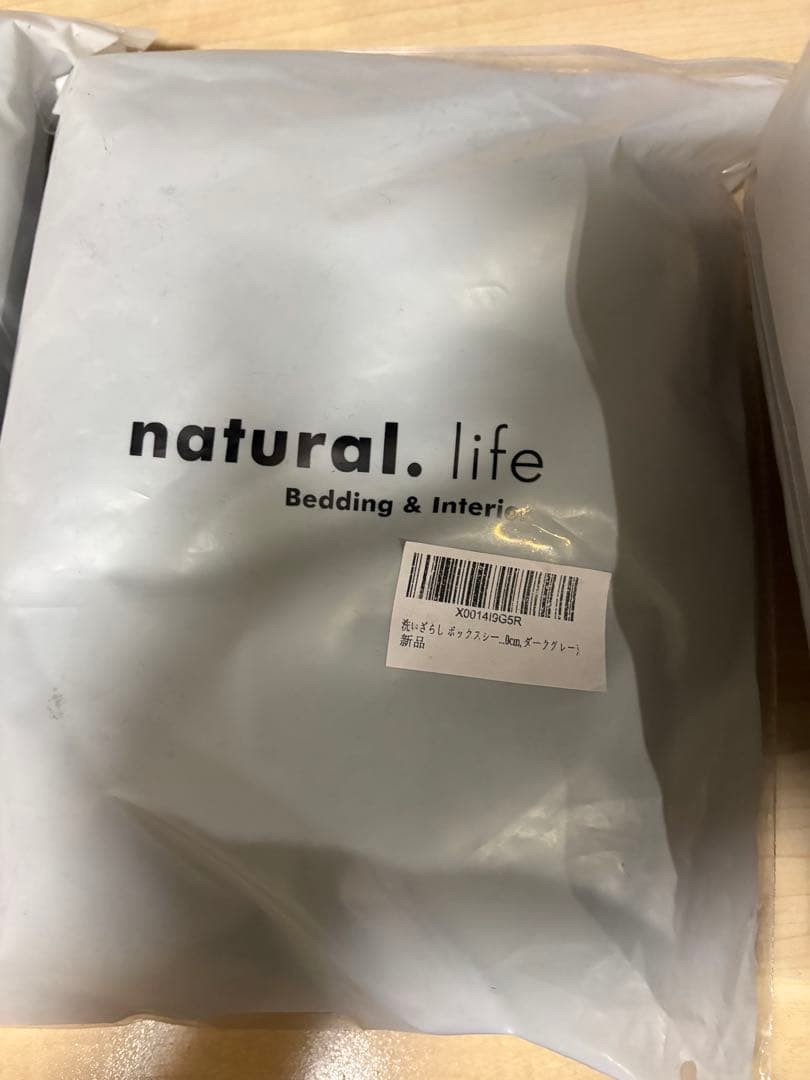 natural. life
Bedding & Interior
X0014I9G5R
洗いざらし ボックスシー...0cm,ダークグレー)
新品